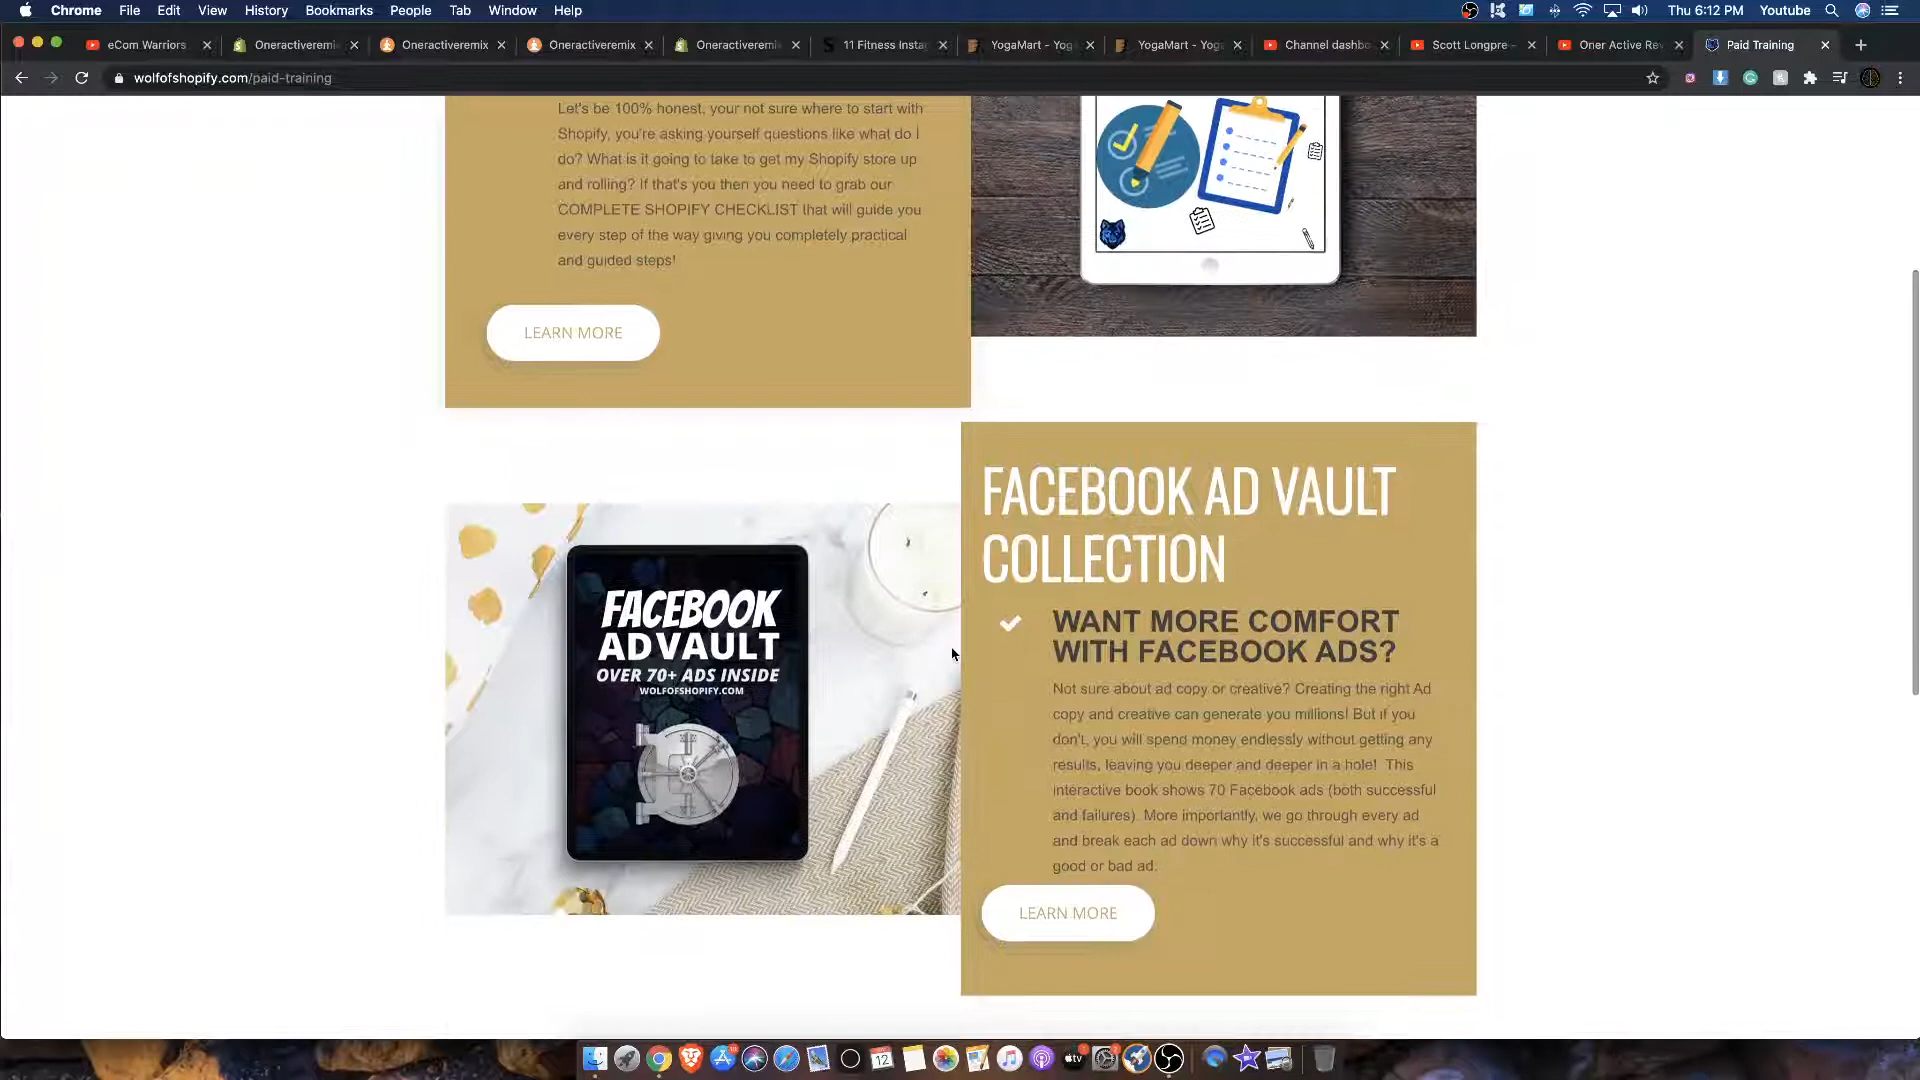 Chrome File Edit View History Bookmarks People Tab Window Help Thu 6:12 PM Youtube
eCom Warriors Oneractiveremi Oneractiveremix Oneractiveremix Oneractiveremi 11 Fitness Insta YogaMart - Yog YogaMart - Yoga Channel dashbo Scott Longpre - Oner Active Rev Paid Training
wolfofshopify.com/paid-training
Let's be 100% honest, your not sure where to start with
Shopify, you're asking yourself questions like what do I
do? What is it going to take to get my Shopify store up
and rolling? If that's you then you need to grab our
COMPLETE SHOPIFY CHECKLIST that will guide you
every step of the way giving you completely practical
and guided steps!
LEARN MORE
FACEBOOK
ADVAULT
OVER 70+ ADS INSIDE
WOLFOFSHOPIFY.COM
FACEBOOK AD VAULT
COLLECTION
WANT MORE COMFORT
WITH FACEBOOK ADS?
Not sure about ad copy or creative? Creating the right Ad
copy and creative can generate you millions! But if you
don't, you will spend money endlessly without getting any
results, leaving you deeper and deeper in a hole! This
interactive book shows 70 Facebook ads (both successful
and failures). More importantly, we go through every ad
and break each ad down why it's successful and why it's a
good or bad ad.
LEARN MORE
12
tv